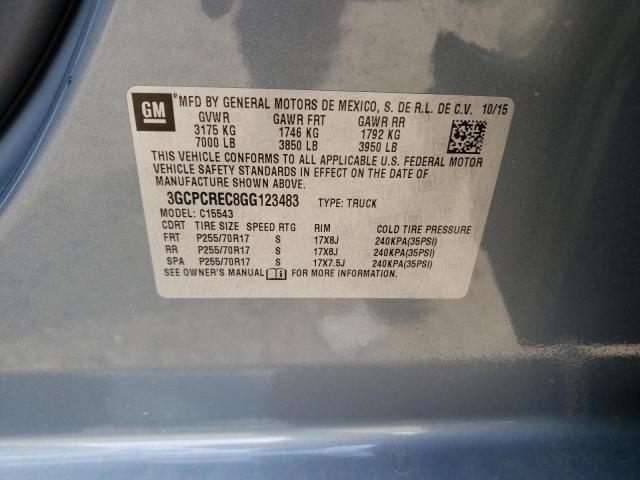 GM
MFD BY GENERAL MOTORS DE MEXICO, S. DE R.L. DE C.V. 10/15
GVWR GAWR FRT GAWR RR
3175 KG 1746 KG 1792 KG
7000 LB 3850 LB 3950 LB
THIS VEHICLE CONFORMS TO ALL APPLICABLE U.S. FEDERAL MOTOR
VEHICLE SAFETY STANDARDS IN EFFECT ON THE DATE OF
MANUFACTURE SHOWN ABOVE.
3GCPCREC8GG123483 TYPE: TRUCK
MODEL: C15543
CDRT TIRE SIZE SPEED RTG RIM COLD TIRE PRESSURE
FRT P255/70R17 S 17X8J 240KPA(35PSI)
RR P255/70R17 S 17X8J 240KPA(35PSI)
SPA P255/70R17 S 17X7.5J 240KPA(35PSI)
SEE OWNER'S MANUAL FOR MORE INFORMATION.